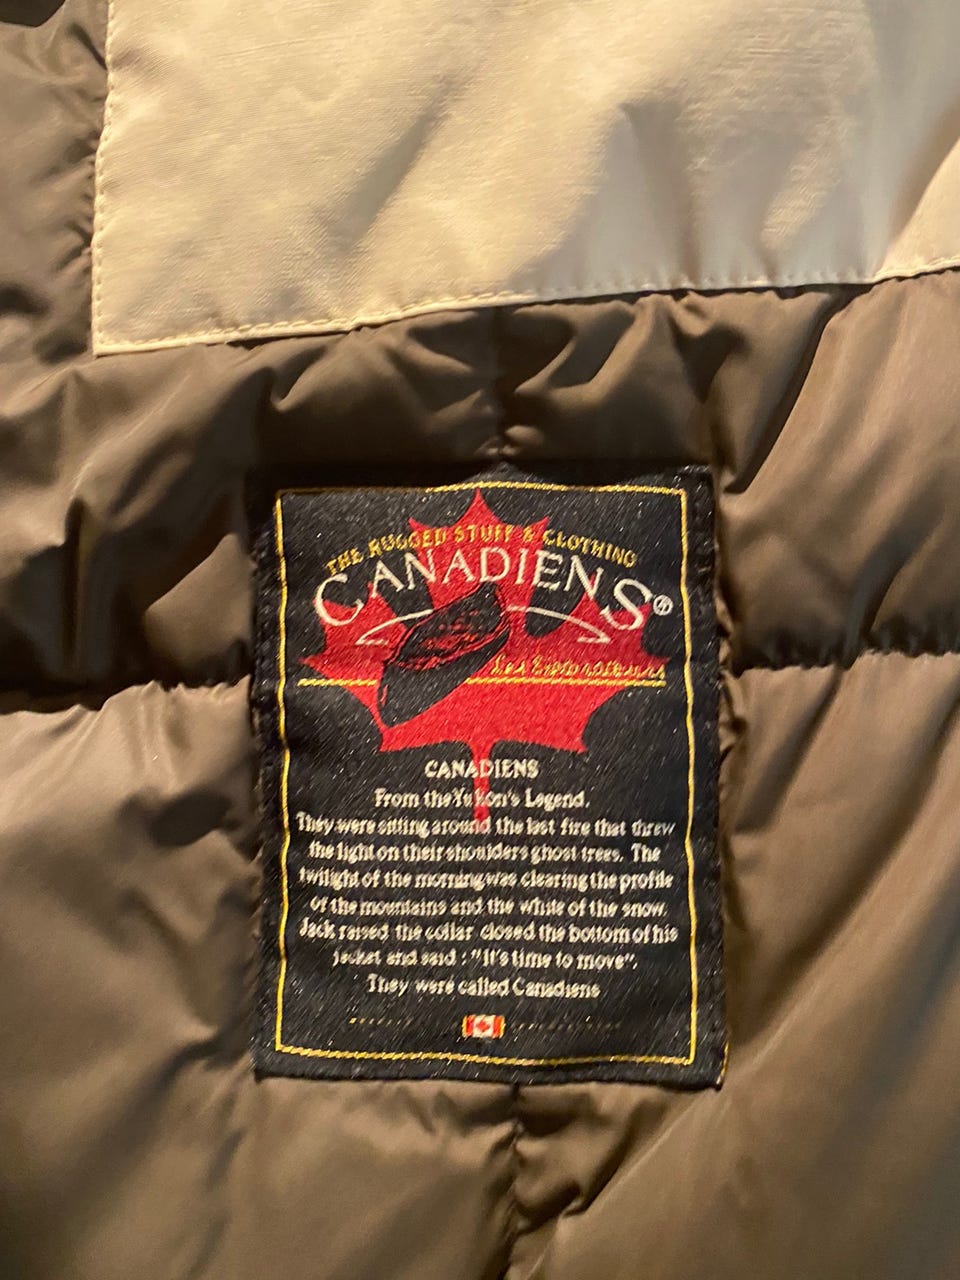 THE RUGGED STUFF & CLOTHING
CANADIENS®
CANADIENS
From the Yukon's Legend.
They were sitting around the last fire that threw
the light on their shoulders ghost trees. The
twilight of the morning was clearing the profile
of the mountains and the white of the snow.
Jack raised the collar closed the bottom of his
jacket and said : "It's time to move".
They were called Canadiens